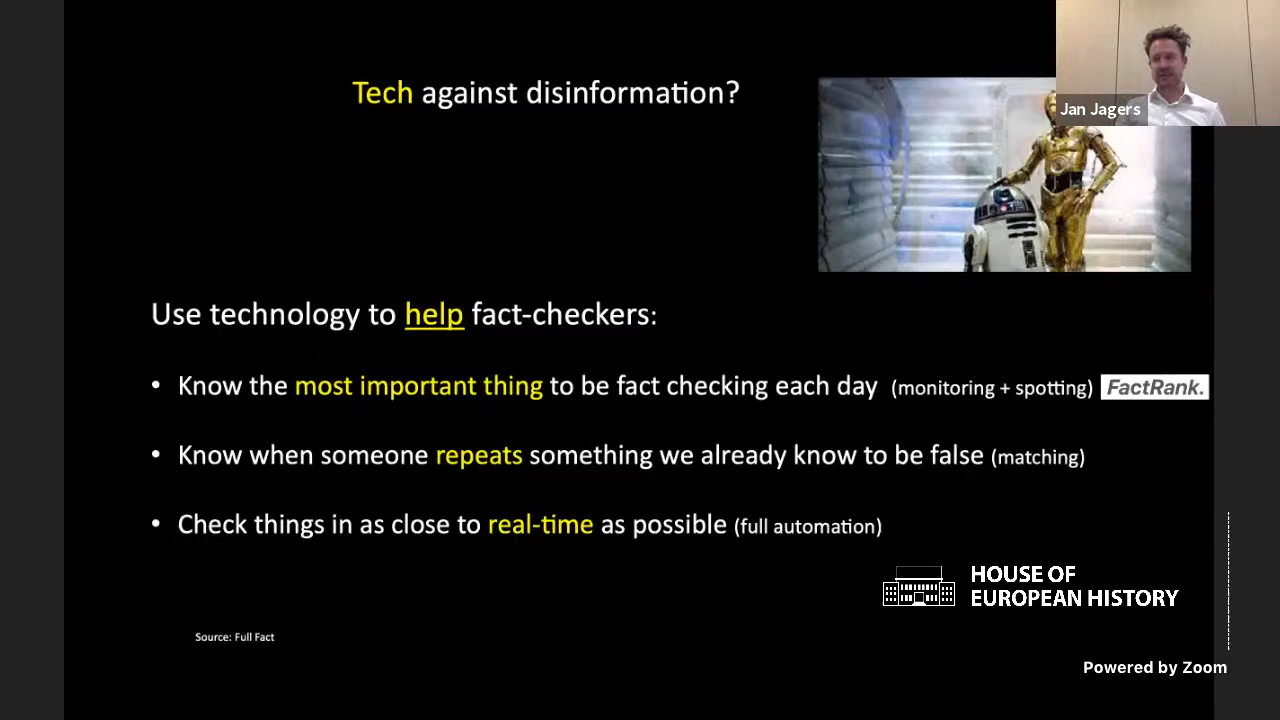 Tech against disinformation?
Jan Jagers
Use technology to help fact-checkers:
• Know the most important thing to be fact checking each day (monitoring + spotting) FactRank.
• Know when someone repeats something we already know to be false (matching)
• Check things in as close to real-time as possible (full automation)
HOUSE OF
EUROPEAN HISTORY
Source: Full Fact
Powered by Zoom